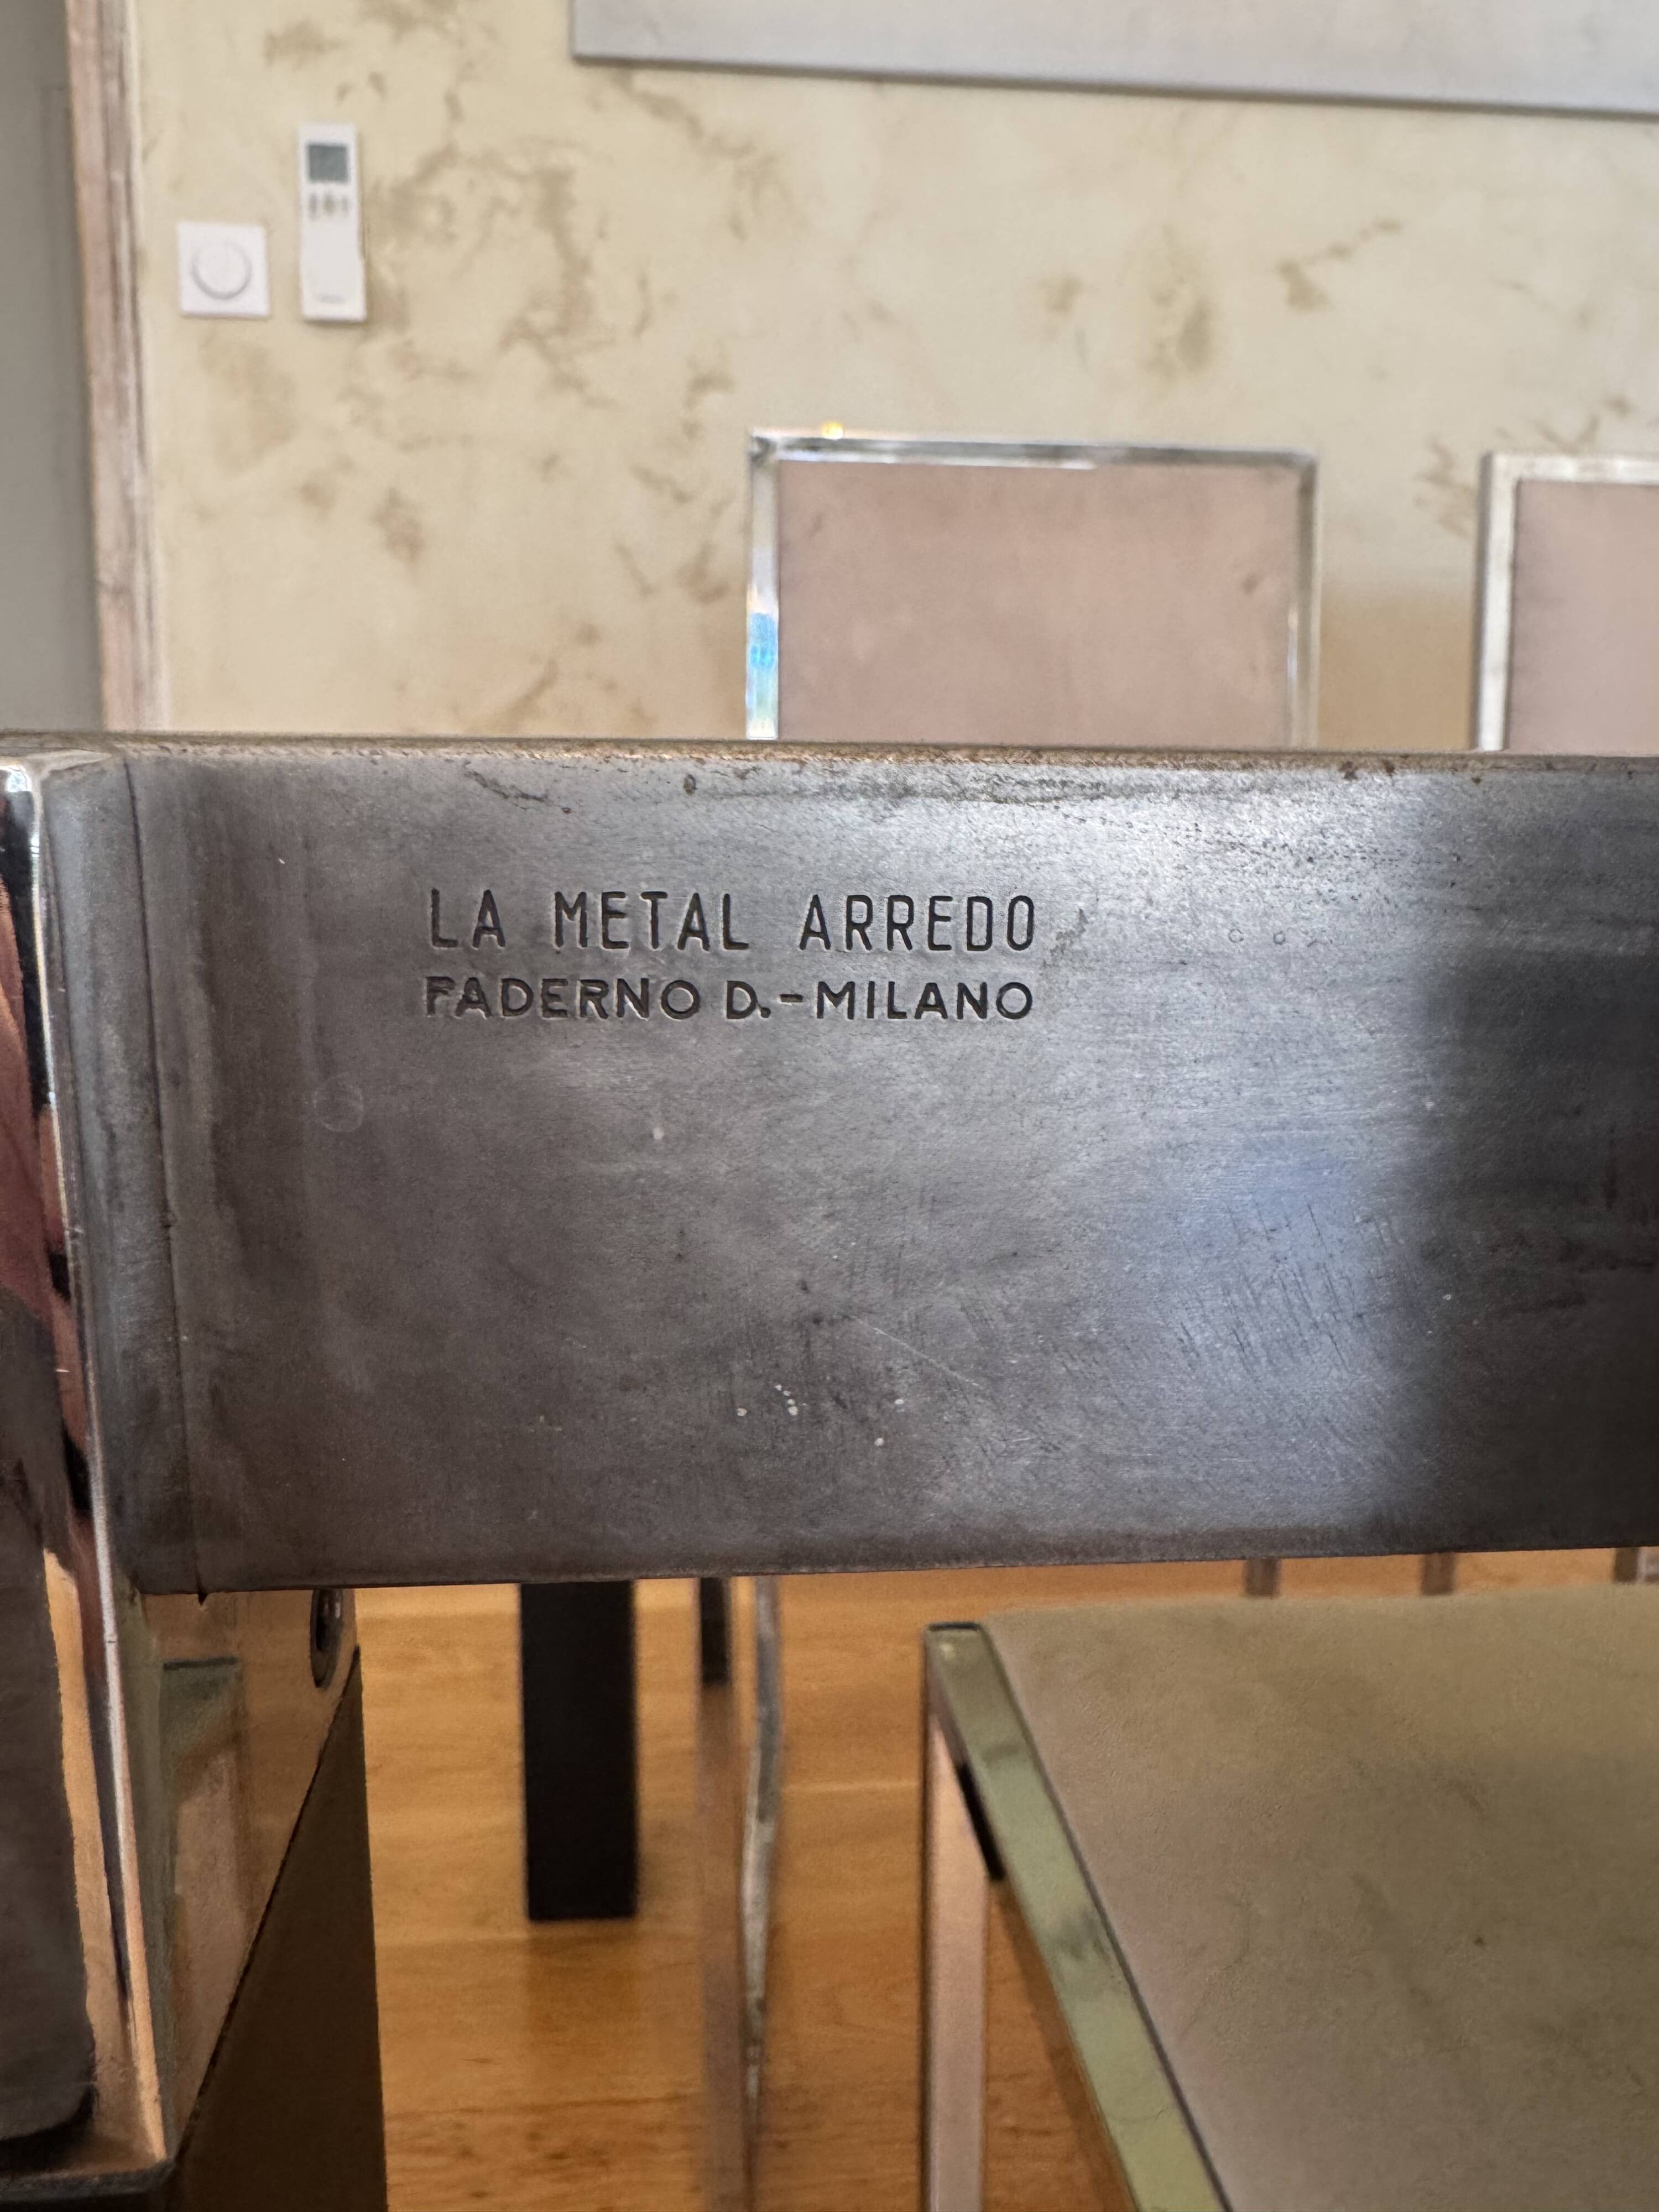 LA METAL ARREDO
FADERNO D.-MILANO